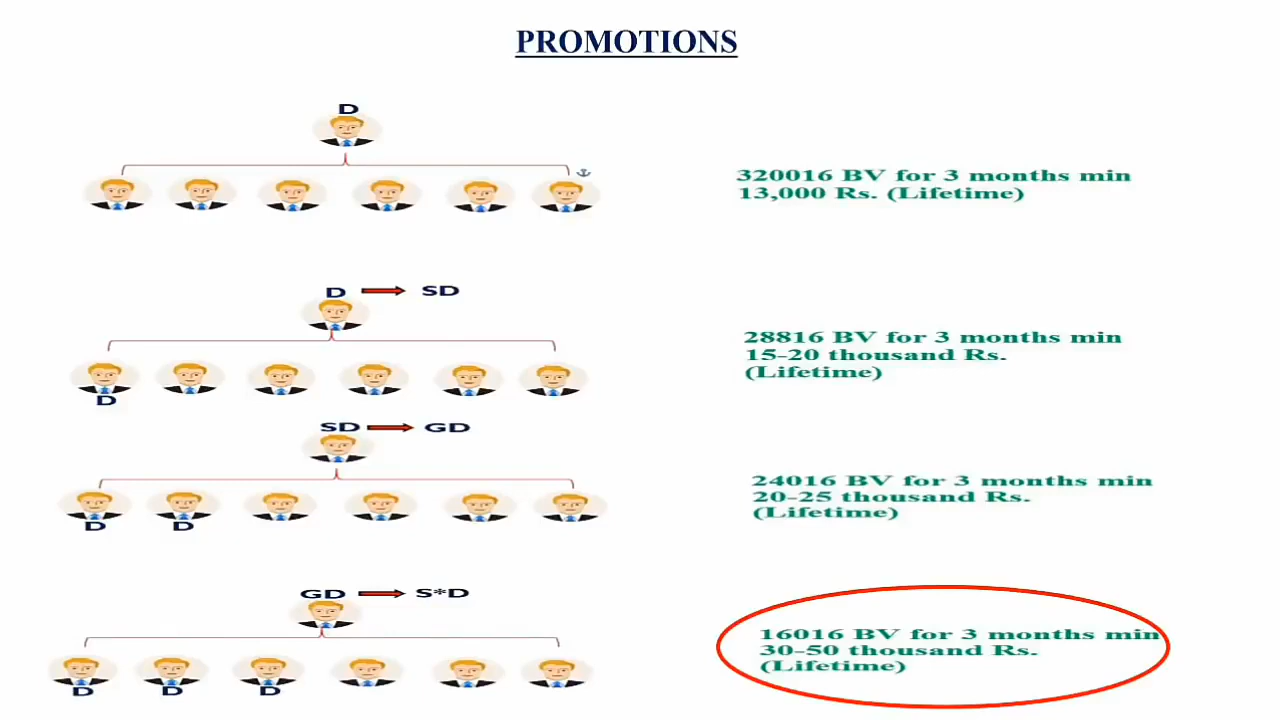 PROMOTIONS
D
320016 BV for 3 months min
13,000 Rs. (Lifetime)
D SD
28816 BV for 3 months min
15-20 thousand Rs.
(Lifetime)
D
SD GD
24016 BV for 3 months min
20-25 thousand Rs.
(Lifetime)
D D
GD S*D
16016 BV for 3 months min
30-50 thousand Rs.
(Lifetime)
D D D